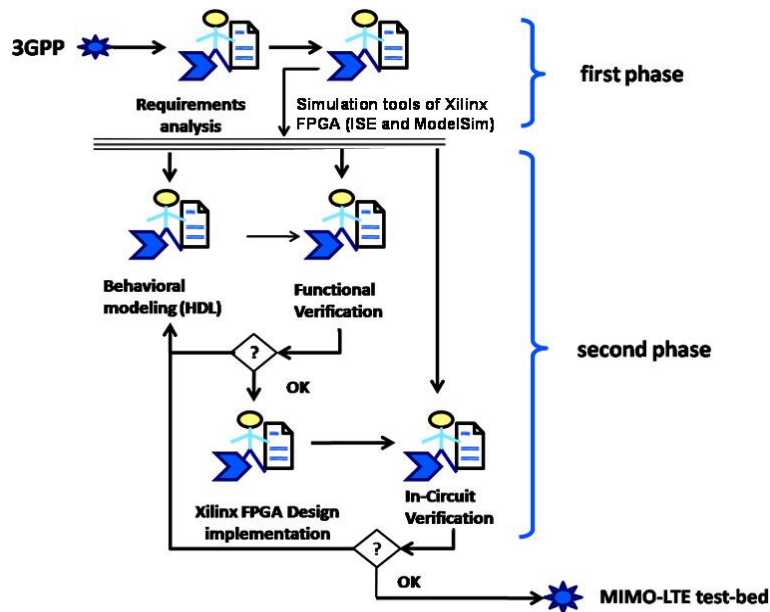 3GPP
first phase
Requirements
analysis
Simulation tools of Xilinx
FPGA (ISE and ModelSim)
Behavioral
modeling (HDL)
Functional
Verification
second phase
?
OK
Xilinx FPGA Design
implementation
In-Circuit
Verification
?
OK
MIMO-LTE test-bed